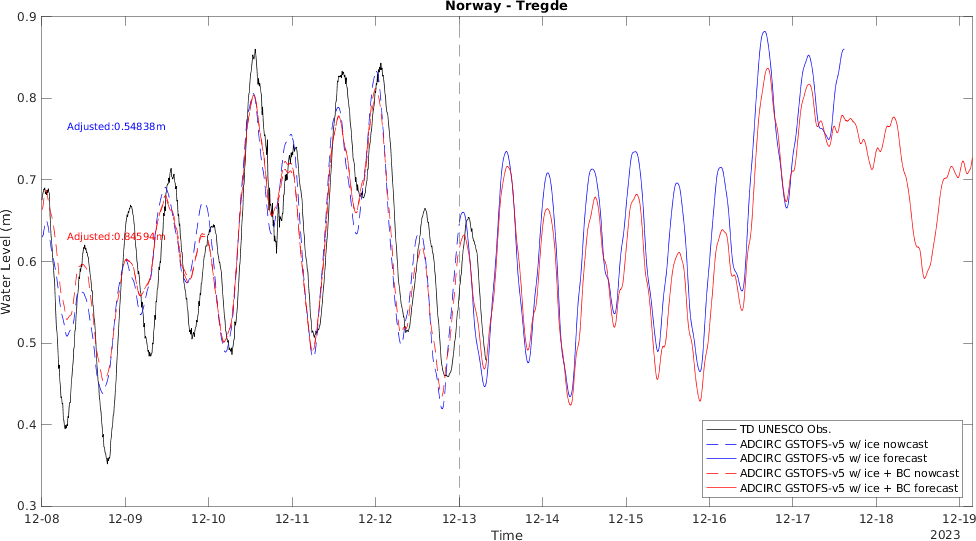 Norway - Tregde
0.9
0.8
0.7
0.6
0.5
0.4
0.3
Water Level (m)
Adjusted:0.54838m
Adjusted:0.84594m
TD UNESCO Obs.
ADCIRC GSTOFS-v5 w/ ice nowcast
ADCIRC GSTOFS-v5 w/ ice forecast
ADCIRC GSTOFS-v5 w/ ice + BC nowcast
ADCIRC GSTOFS-v5 w/ ice + BC forecast
12-08 12-09 12-10 12-11 12-12 12-13 12-14 12-15 12-16 12-17 12-18 12-19
Time
2023